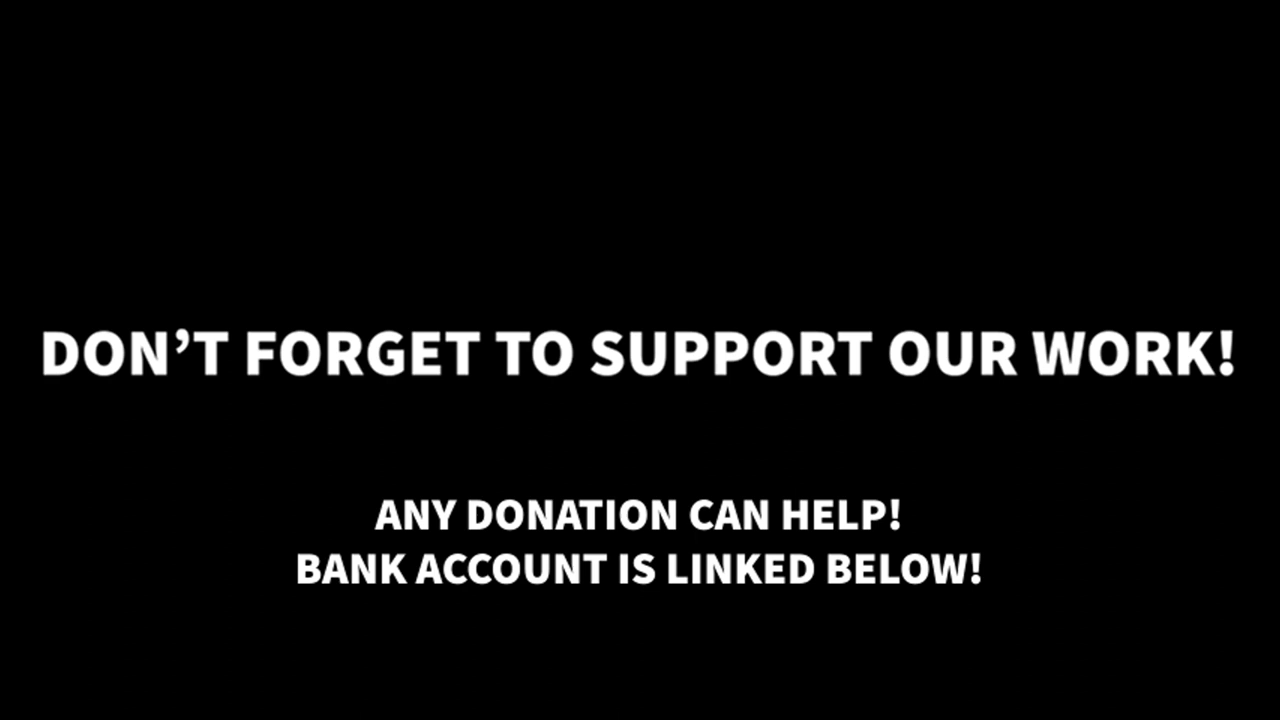 DON’T FORGET TO SUPPORT OUR WORK!
ANY DONATION CAN HELP!
BANK ACCOUNT IS LINKED BELOW!